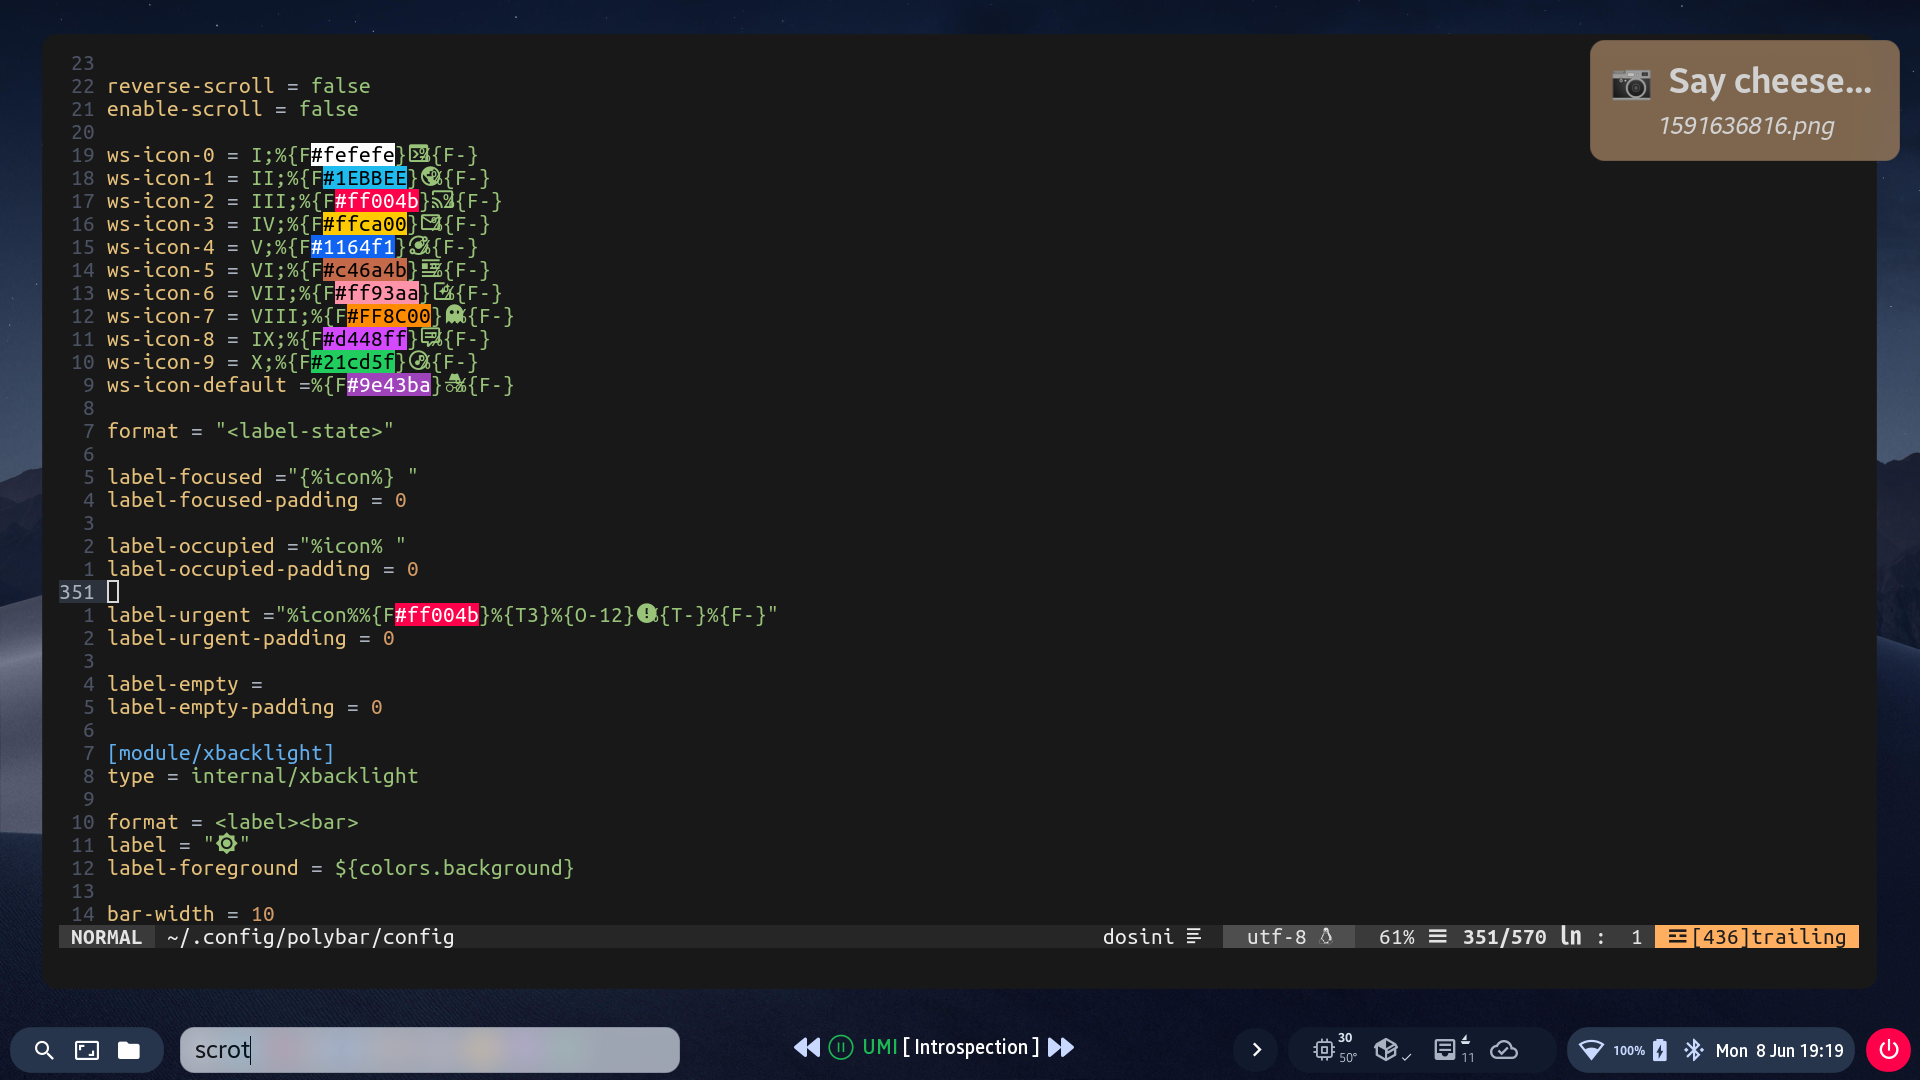 23
22 reverse-scroll = false
21 enable-scroll = false
20
19 ws-icon-0 = I;%{F#fefefe}%{F-}
18 ws-icon-1 = II;%{F#1EBBEE}%{F-}
17 ws-icon-2 = III;%{F#ff004b}%{F-}
16 ws-icon-3 = IV;%{F#ffca00}%{F-}
15 ws-icon-4 = V;%{F#1164f1}%{F-}
14 ws-icon-5 = VI;%{F#c46a4b}%{F-}
13 ws-icon-6 = VII;%{F#ff93aa}%{F-}
12 ws-icon-7 = VIII;%{F#FF8C00}%{F-}
11 ws-icon-8 = IX;%{F#d448ff}%{F-}
10 ws-icon-9 = X;%{F#21cd5f}%{F-}
9 ws-icon-default =%{F#9e43ba}%{F-}
8
7 format = "<label-state>"
6
5 label-focused ="{%icon%} "
4 label-focused-padding = 0
3
2 label-occupied ="%icon% "
1 label-occupied-padding = 0
351
1 label-urgent ="%icon%%{F#ff004b}%{T3}%{O-12}%{T-}%{F-}"
2 label-urgent-padding = 0
3
4 label-empty =
5 label-empty-padding = 0
6
7 [module/xbacklight]
8 type = internal/xbacklight
9
10 format = <label><bar>
11 label = ""
12 label-foreground = ${colors.background}
13
14 bar-width = 10
NORMAL ~/.config/polybar/config dosini utf-8 61% 351/570 ln : 1 [436]trailing
Say cheese...
1591636816.png
scrot
UMI [ Introspection ]
30
50°
11
100%
Mon 8 Jun 19:19